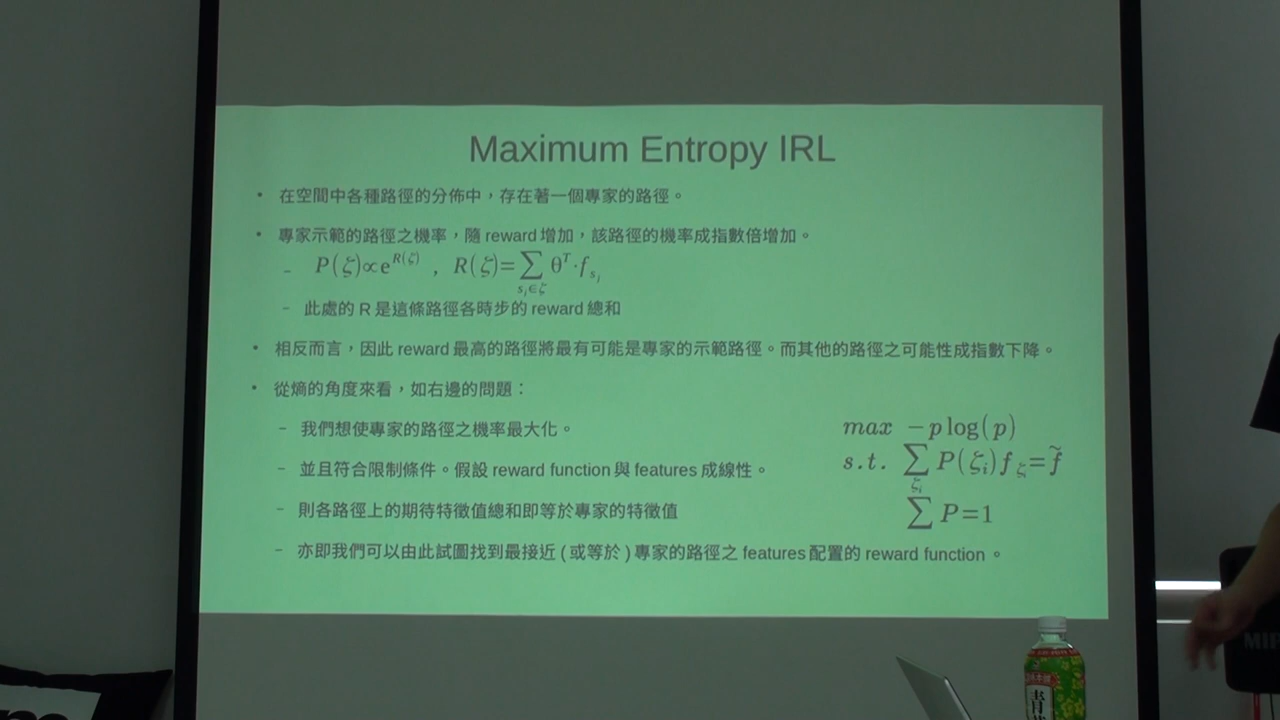 Maximum Entropy IRL
• 在空間中各種路徑的分佈中，存在著一個專家的路徑。
• 專家示範的路徑之機率，隨 reward 增加，該路徑的機率成指數倍增加。
– P(ζ)∝e^{R(ζ)} , R(ζ)=∑_{s_i∈ζ} θ^T·f_{s_i}
– 此處的 R 是這條路徑各時步的 reward 總和
• 相反而言，因此 reward 最高的路徑將最有可能是專家的示範路徑。而其他的路徑之可能性成指數下降。
• 從熵的角度來看，如右邊的問題：
– 我們想使專家的路徑之機率最大化。
– 並且符合限制條件。假設 reward function 與 features 成線性。
– 則各路徑上的期待特徵值總和即等於專家的特徵值
– 亦即我們可以由此試圖找到最接近 ( 或等於 ) 專家的路徑之 features 配置的 reward function 。
max −p log(p)
s.t. ∑_{ζ_i} P(ζ_i) f_ζ = f̃
∑ P=1